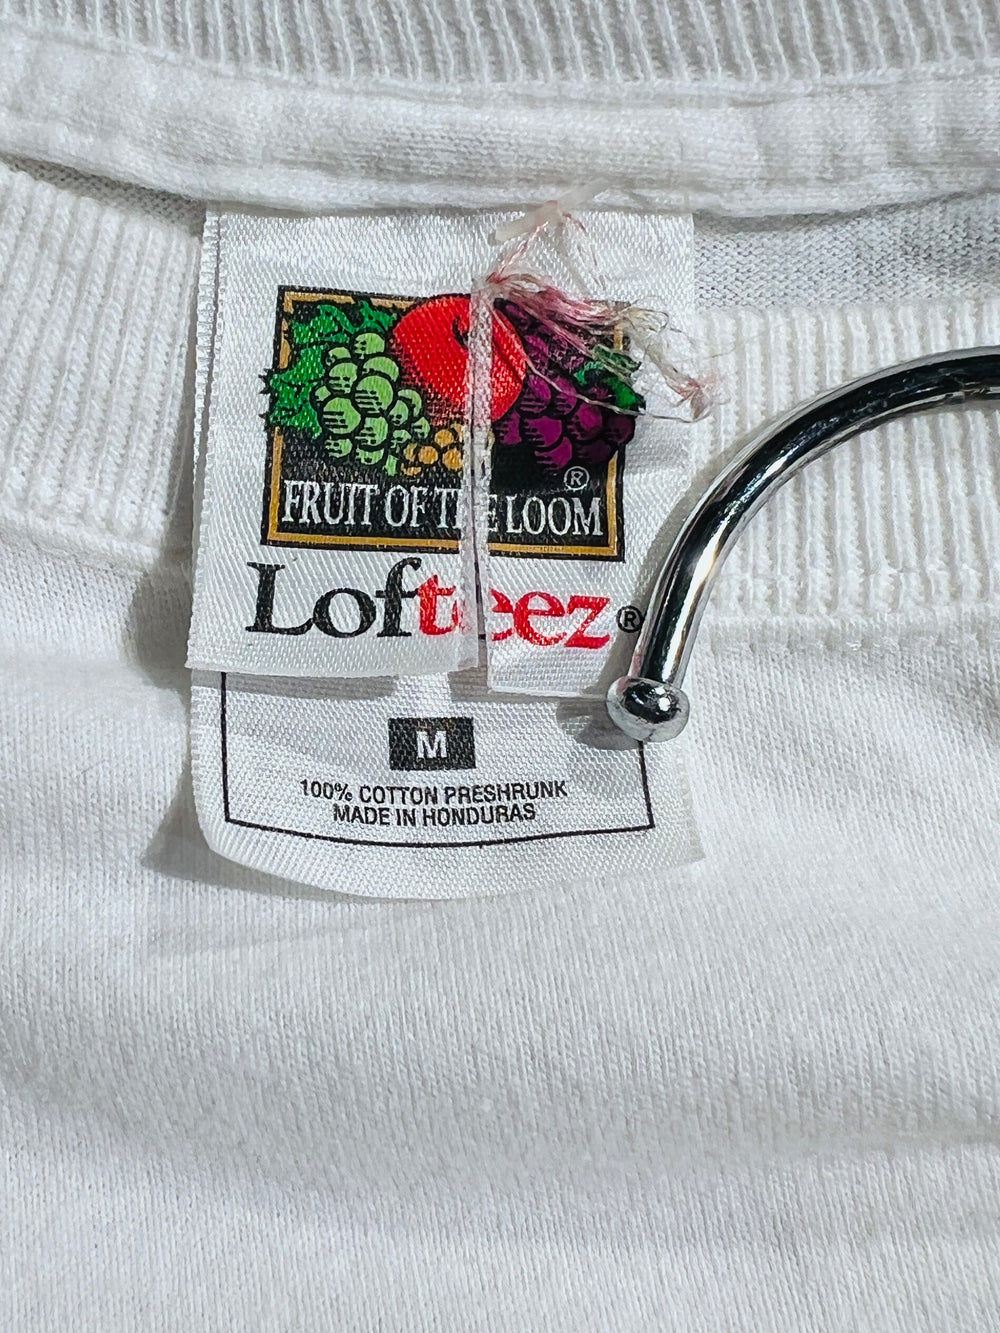 ®
FRUIT OF THE LOOM
Lofteez®
M
100% COTTON PRESHRUNK
MADE IN HONDURAS